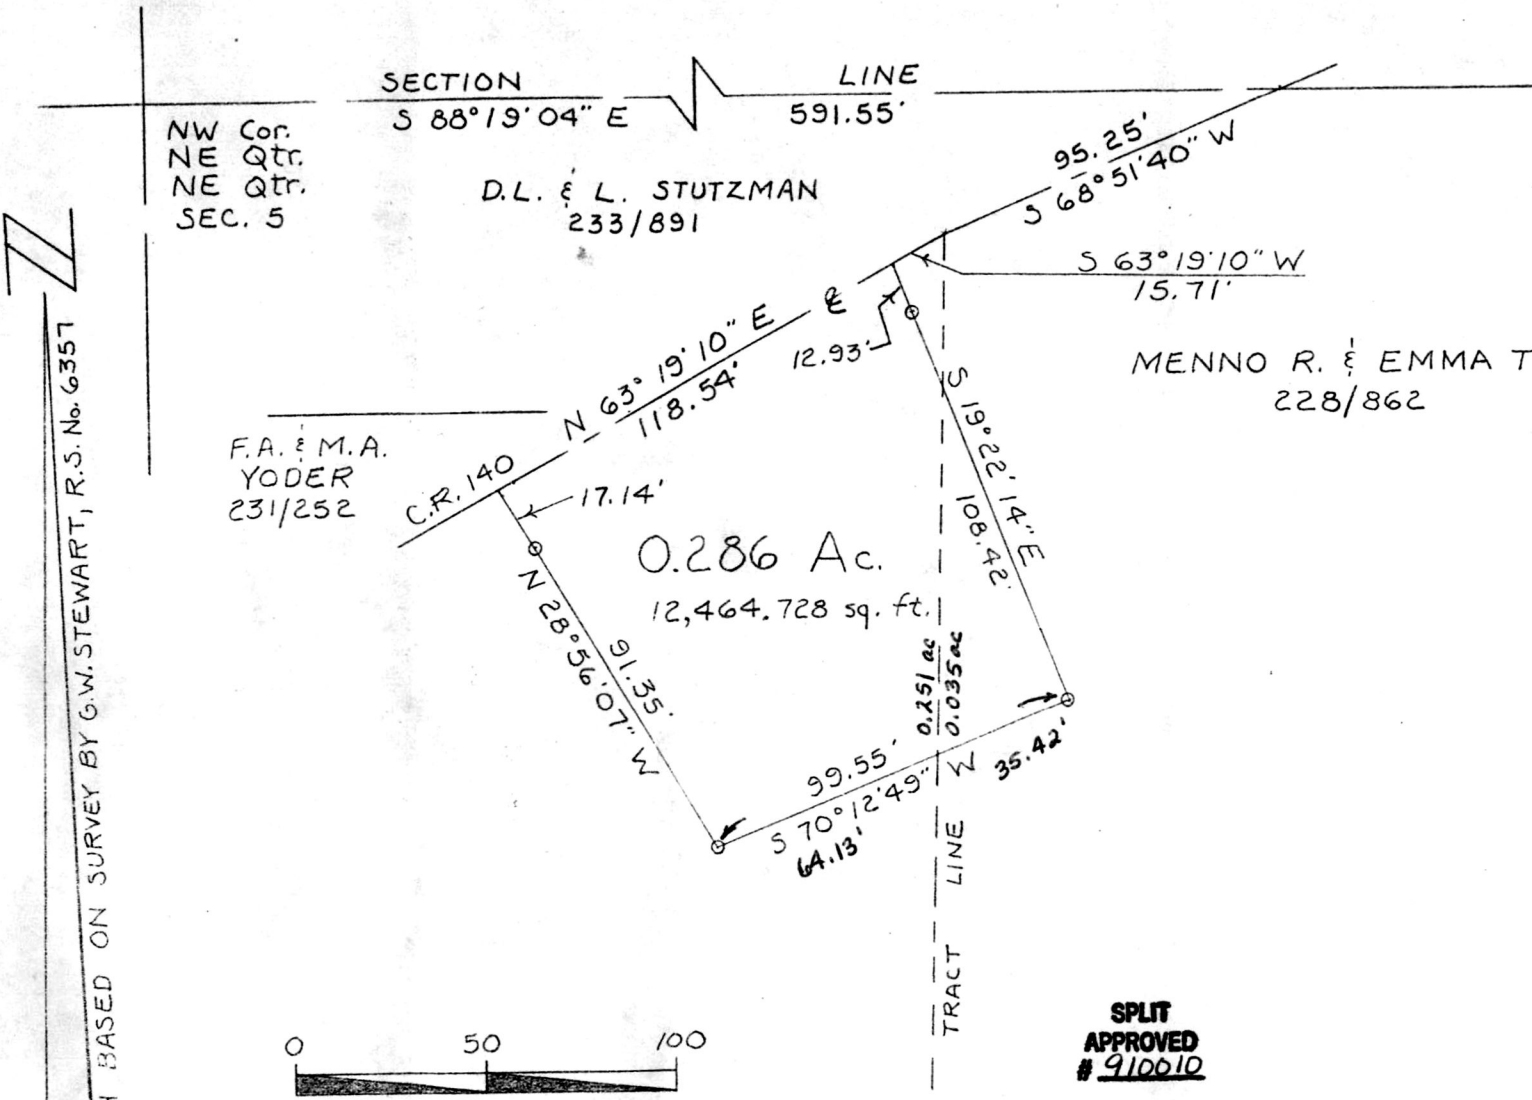 SECTION LINE
S 88°19'04" E 591.55'
NW Cor.
NE Qtr.
NE Qtr.
SEC. 5
D.L. & L. STUTZMAN
233/891
95.25'
S 68°51'40" W
S 63°19'10" W
15.71'
12.93'
MENNO R. & EMMA T
228/862
N 63°19'10" E ℄
118.54'
C.R. 140
F.A. & M.A.
YODER
231/252
17.14'
S 19°22'14" E
108.42'
0.286 Ac.
12,464.728 sq. ft.
N 28°56'07" W
91.35'
0.251 ac
0.035 ac
99.55'
S 70°12'49" W
64.13'
35.42'
TRACT LINE
BASED ON SURVEY BY G.W. STEWART, R.S. No. 6357
0 50 100
SPLIT
APPROVED
# 910010